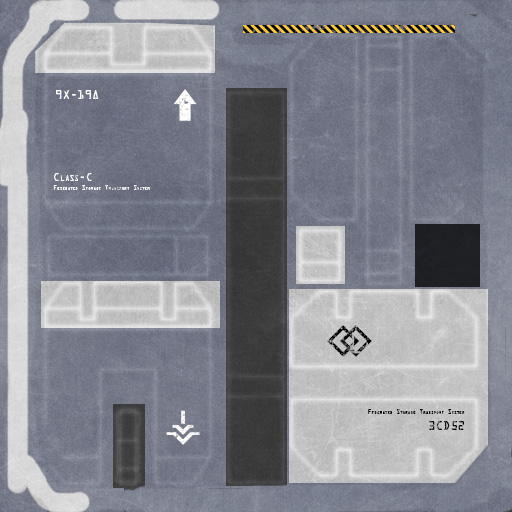 9X-19A
Class-C
Federated Storage Transport System
Federated Storage Transport System
3CD52